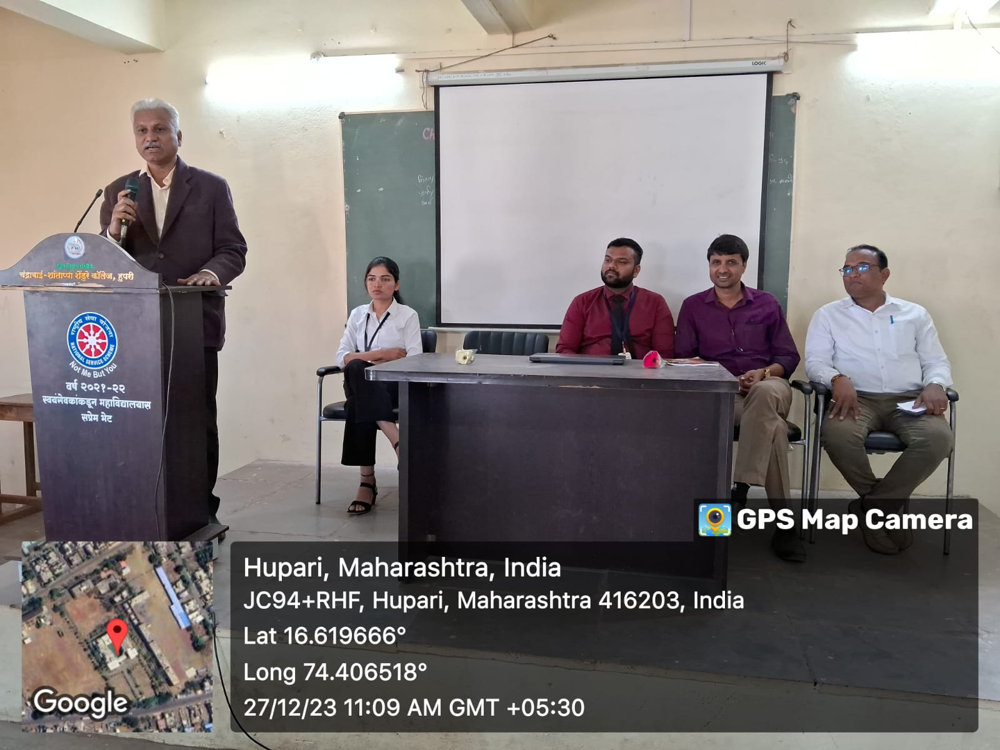 LOGIC
चंद्राबाई-शांताप्पा शेंडुरे कॉलेज, हुपरी
राष्ट्रीय सेवा योजना
NATIONAL SERVICE SCHEME
Not Me But You
वर्ष २०२१-२२
स्वयंसेवकांकडून महाविद्यालयास
सप्रेम भेट
GPS Map Camera
Hupari, Maharashtra, India
JC94+RHF, Hupari, Maharashtra 416203, India
Lat 16.619666°
Long 74.406518°
27/12/23 11:09 AM GMT +05:30
Google